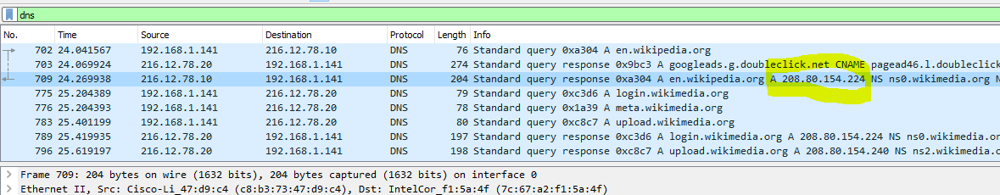 dns
No. Time Source Destination Protocol Length Info
702 24.041567 192.168.1.141 216.12.78.10 DNS 76 Standard query 0xa304 A en.wikipedia.org
703 24.069924 216.12.78.20 192.168.1.141 DNS 274 Standard query response 0x9bc3 A googleads.g.doubleclick.net CNAME pagead46.l.doubleclick
709 24.269938 216.12.78.10 192.168.1.141 DNS 204 Standard query response 0xa304 A en.wikipedia.org A 208.80.154.224 NS ns0.wikimedia.org N
775 25.204389 192.168.1.141 216.12.78.20 DNS 79 Standard query 0xc3d6 A login.wikimedia.org
776 25.204393 192.168.1.141 216.12.78.20 DNS 78 Standard query 0x1a39 A meta.wikimedia.org
783 25.401199 192.168.1.141 216.12.78.20 DNS 80 Standard query 0xc8c7 A upload.wikimedia.org
789 25.419935 216.12.78.20 192.168.1.141 DNS 197 Standard query response 0xc3d6 A login.wikimedia.org A 208.80.154.224 NS ns0.wikimedia.org
796 25.619197 216.12.78.20 192.168.1.141 DNS 198 Standard query response 0xc8c7 A upload.wikimedia.org A 208.80.154.240 NS ns2.wikimedia.org
Frame 709: 204 bytes on wire (1632 bits), 204 bytes captured (1632 bits) on interface 0
Ethernet II, Src: Cisco-Li_47:d9:c4 (c8:b3:73:47:d9:c4), Dst: IntelCor_f1:5a:4f (7c:67:a2:f1:5a:4f)